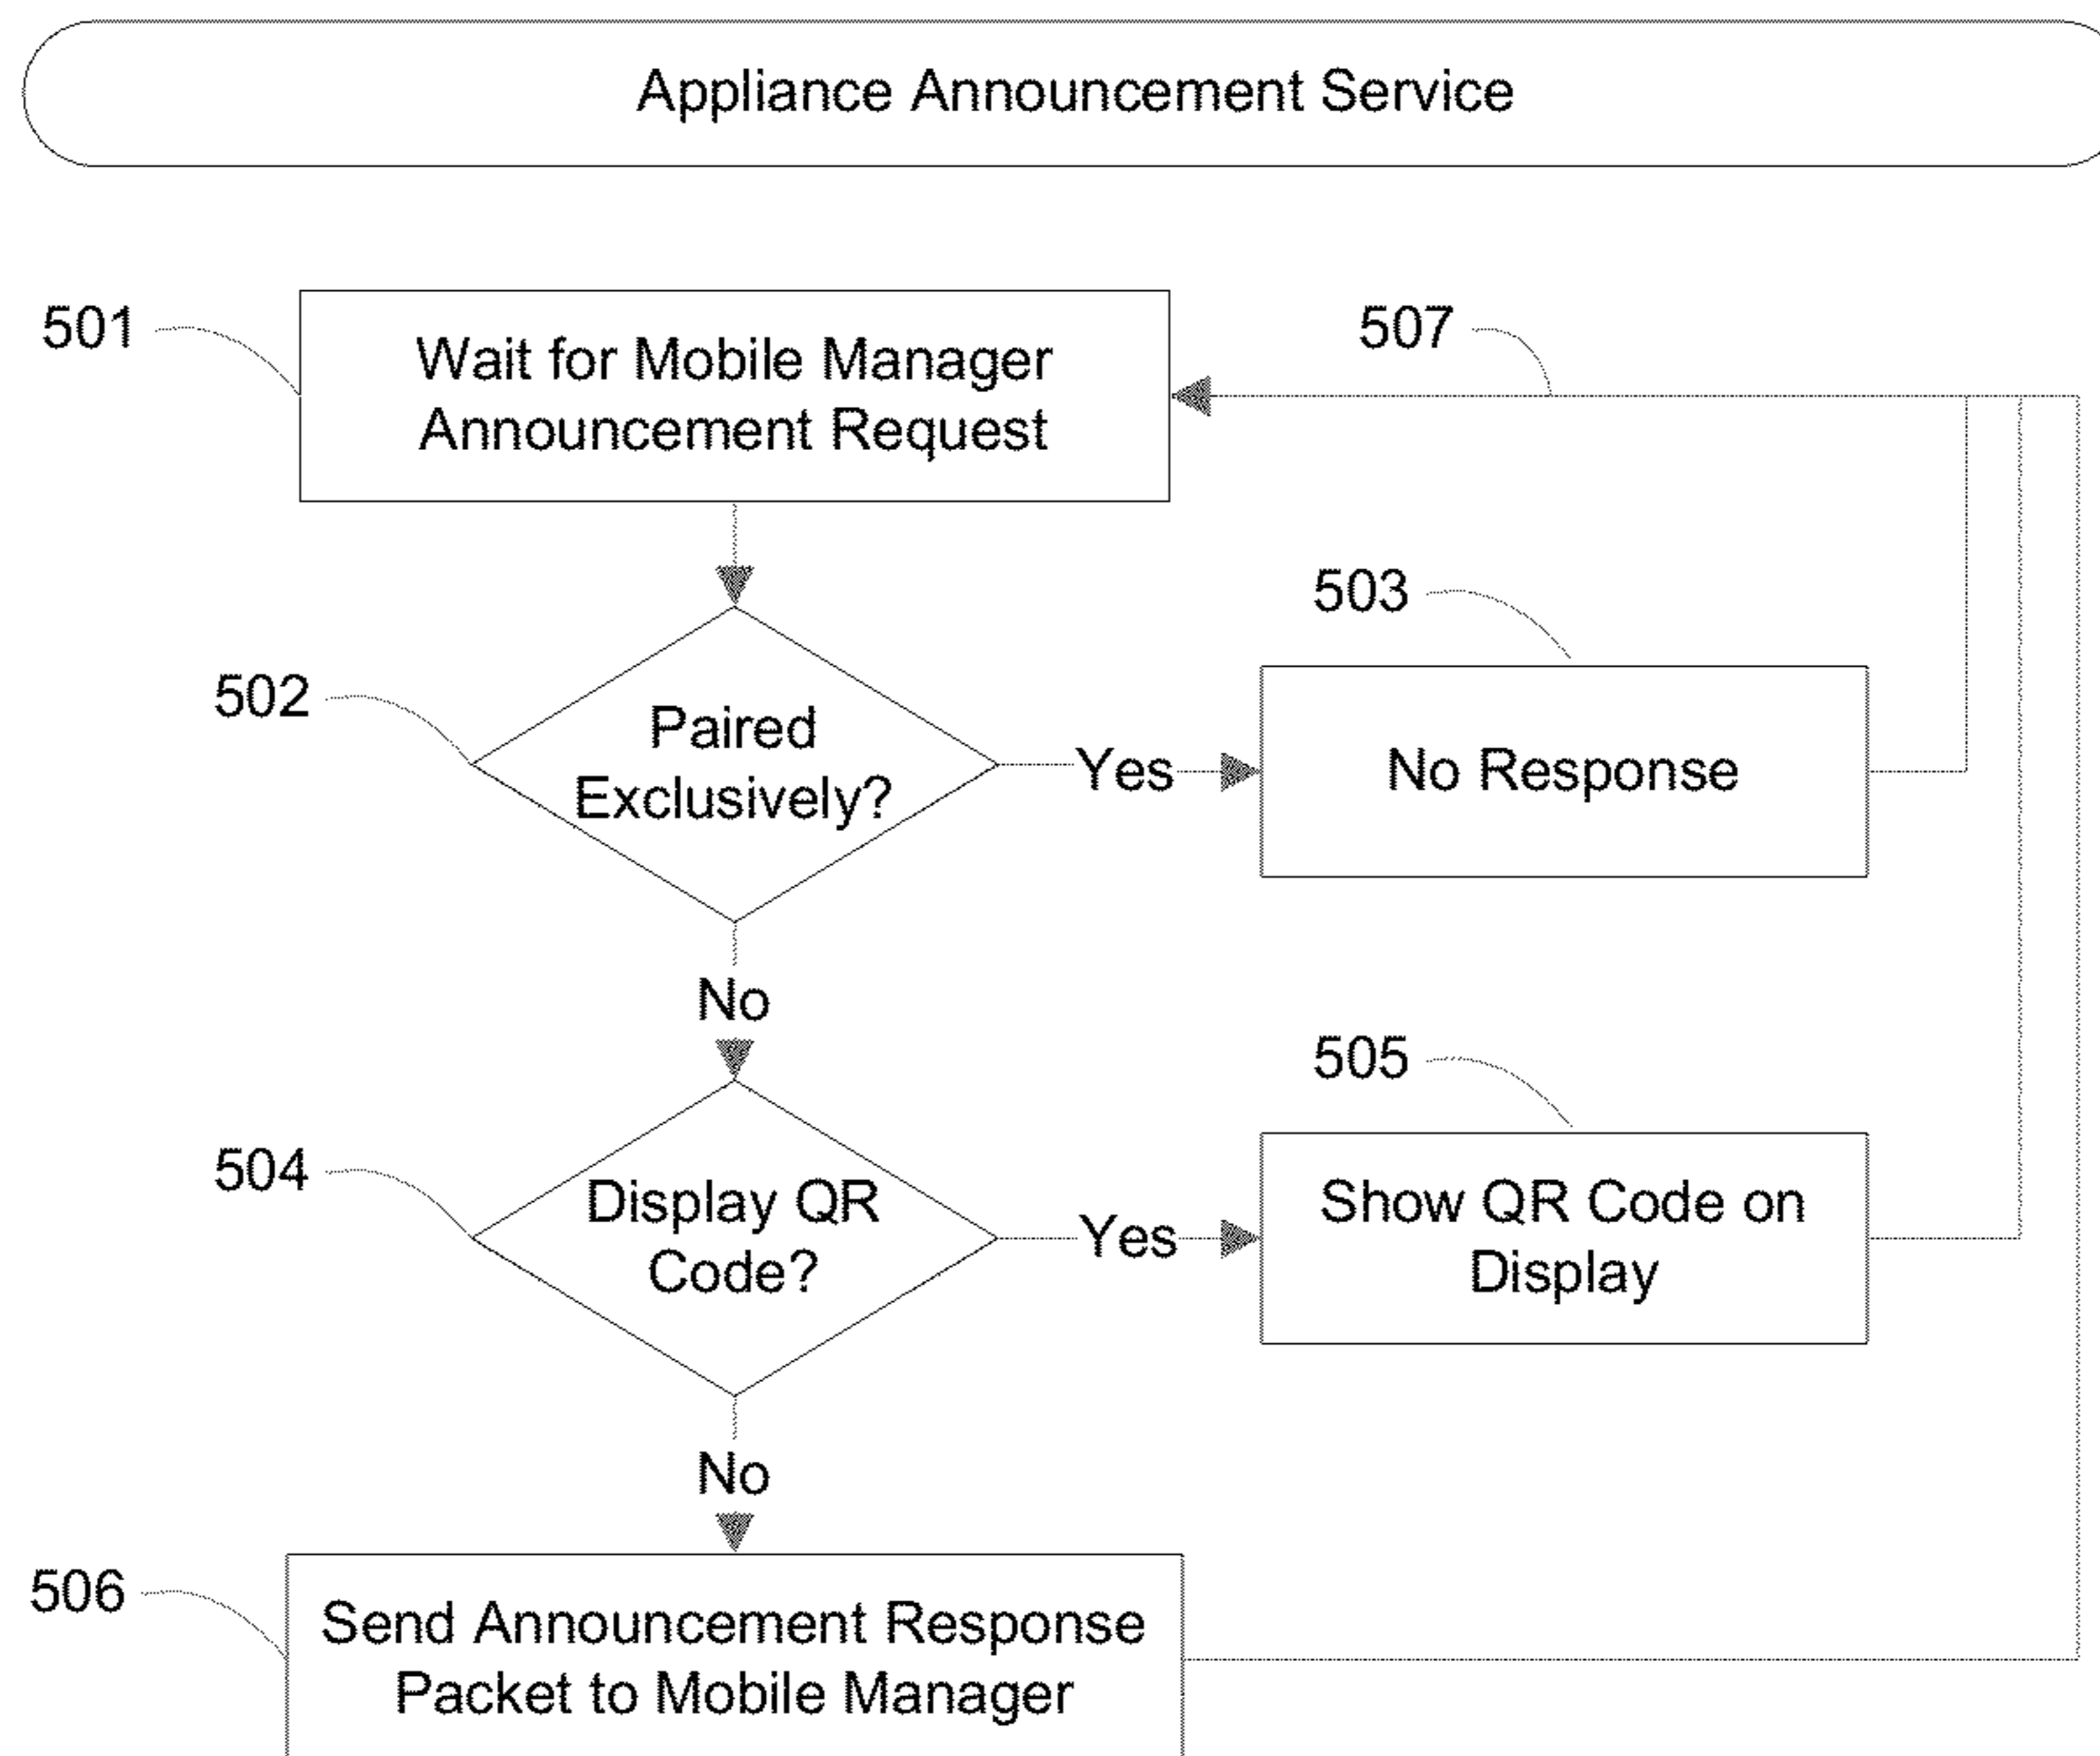 Appliance Announcement Service
501
Wait for Mobile Manager
Announcement Request
507
502
Paired
Exclusively?
Yes
503
No Response
No
504
Display QR
Code?
Yes
505
Show QR Code on
Display
No
506
Send Announcement Response
Packet to Mobile Manager